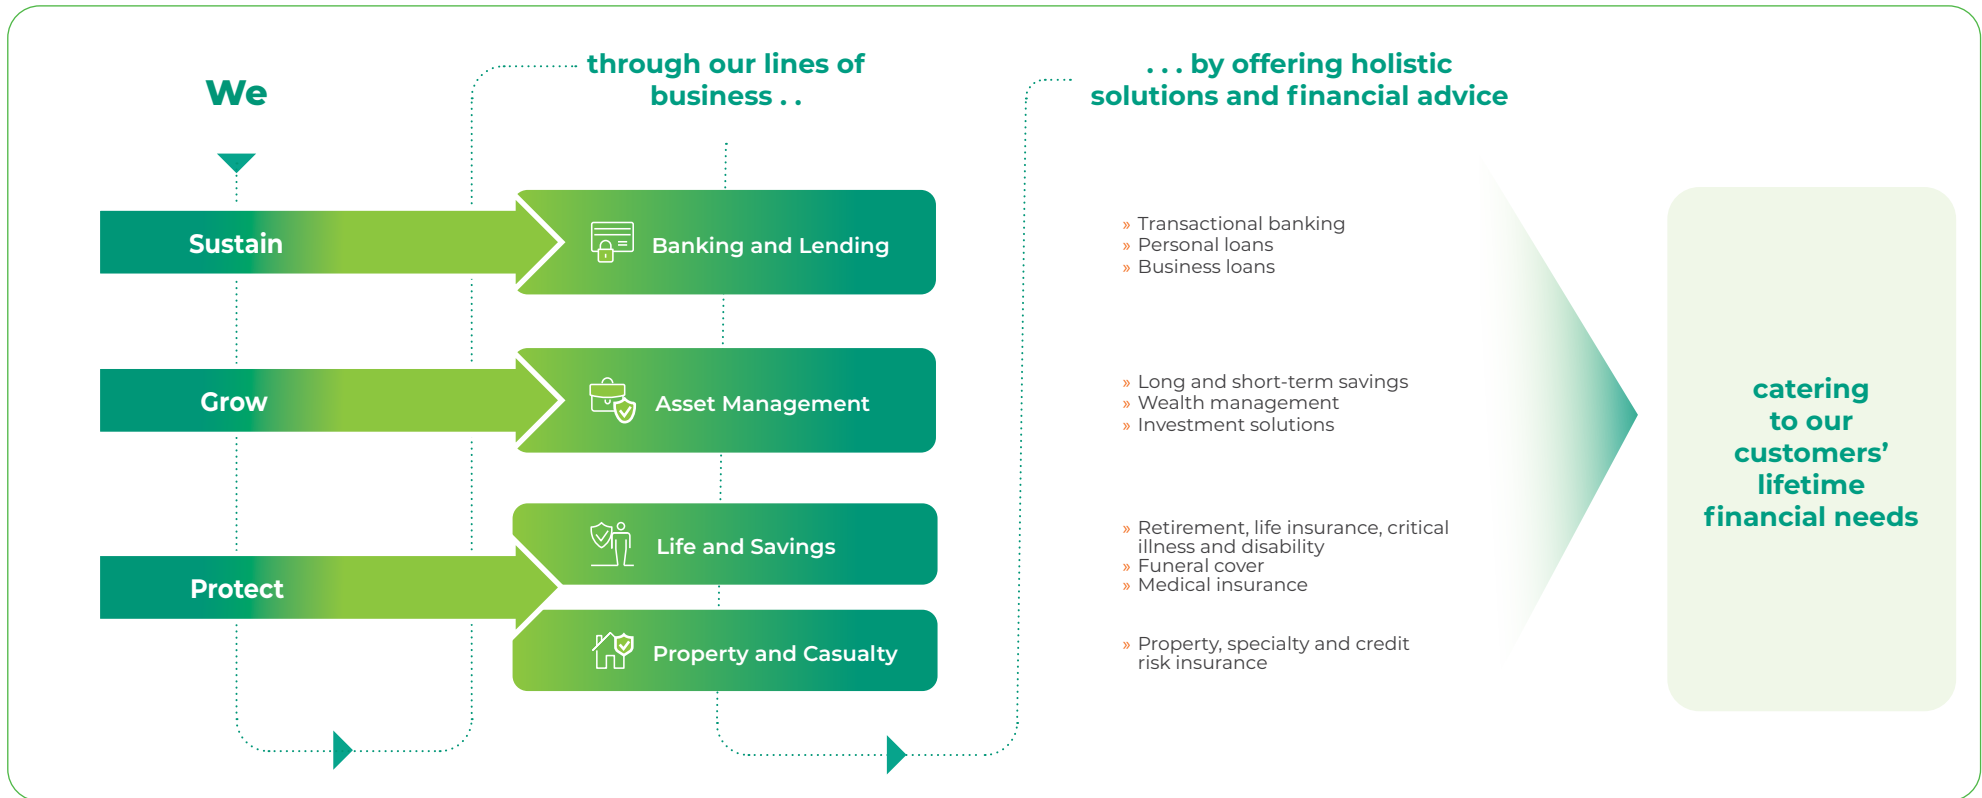 We
through our lines of
business . .
. . . by offering holistic
solutions and financial advice
Sustain
Banking and Lending
» Transactional banking
» Personal loans
» Business loans
Grow
Asset Management
» Long and short-term savings
» Wealth management
» Investment solutions
Protect
Life and Savings
» Retirement, life insurance, critical
illness and disability
» Funeral cover
» Medical insurance
Property and Casualty
» Property, specialty and credit
risk insurance
catering
to our
customers’
lifetime
financial needs